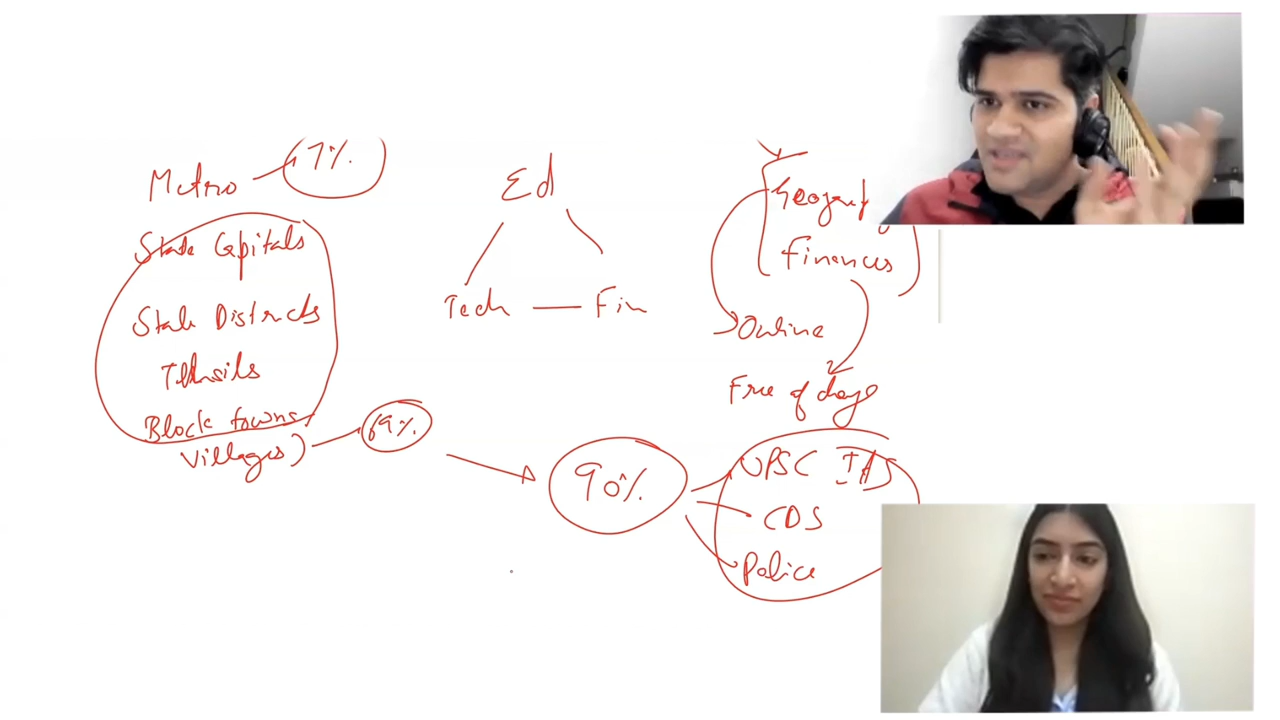 Metro 7%
State Capitals
State Districts
Tehsils
Block towns
Villages) 69%
Ed
Tech — Fin
90%
Finances
Online
Free of charge
UPSC IAS
CDS
Police